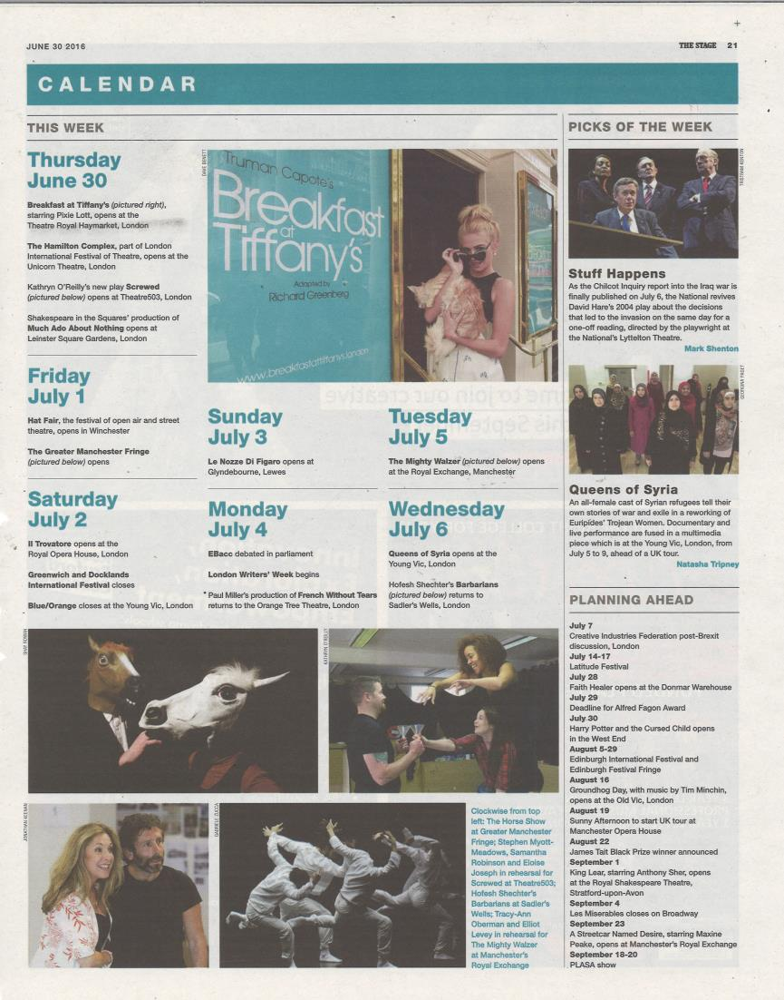 JUNE 30 2016
THE STAGE 21
CALENDAR
THIS WEEK
Thursday
June 30
Breakfast at Tiffany's (pictured right),
starring Pixie Lott, opens at the
Theatre Royal Haymarket, London
The Hamilton Complex, part of London
International Festival of Theatre, opens at the
Unicorn Theatre, London
Kathryn O'Reilly's new play Screwed
(pictured below) opens at Theatre503, London
Shakespeare in the Squares' production of
Much Ado About Nothing opens at
Leinster Square Gardens, London
Friday
July 1
Hat Fair, the festival of open air and street
theatre, opens in Winchester
The Greater Manchester Fringe
(pictured below) opens
Saturday
July 2
Il Trovatore opens at the
Royal Opera House, London
Greenwich and Docklands
International Festival closes
Blue/Orange closes at the Young Vic, London
DAVE BENETT
Truman Capote's
Breakfast
at
Tiffany's
Adapted by
Richard Greenberg
www.breakfastattiffanys.london
Sunday
July 3
Le Nozze Di Figaro opens at
Glyndebourne, Lewes
Monday
July 4
EBacc debated in parliament
London Writers' Week begins
Paul Miller's production of French Without Tears
returns to the Orange Tree Theatre, London
Tuesday
July 5
The Mighty Walzer (pictured below) opens
at the Royal Exchange, Manchester
Wednesday
July 6
Queens of Syria opens at the
Young Vic, London
Hofesh Shechter's Barbarians
(pictured below) returns to
Sadler's Wells, London
SHAY ROWAN
KATHRYN O'REILLY
JONATHAN KEENAN
GABRIELE ZUCCA
Clockwise from top
left: The Horse Show
at Greater Manchester
Fringe; Stephen Myott-
Meadows, Samantha
Robinson and Eloise
Joseph in rehearsal for
Screwed at Theatre503;
Hofesh Shechter's
Barbarians at Sadler's
Wells; Tracy-Ann
Oberman and Elliot
Levey in rehearsal for
The Mighty Walzer
at Manchester's
Royal Exchange
PICKS OF THE WEEK
TRISTRAM KENTON
Stuff Happens
As the Chilcot Inquiry report into the Iraq war is
finally published on July 6, the National revives
David Hare's 2004 play about the decisions
that led to the invasion on the same day for a
one-off reading, directed by the playwright at
the National's Lyttelton Theatre.
Mark Shenton
GEORGINA PAGET
Queens of Syria
An all-female cast of Syrian refugees tell their
own stories of war and exile in a reworking of
Euripides' Trojean Women. Documentary and
live performance are fused in a multimedia
piece which is at the Young Vic, London, from
July 5 to 9, ahead of a UK tour.
Natasha Tripney
PLANNING AHEAD
July 7
Creative Industries Federation post-Brexit
discussion, London
July 14-17
Latitude Festival
July 28
Faith Healer opens at the Donmar Warehouse
July 29
Deadline for Alfred Fagon Award
July 30
Harry Potter and the Cursed Child opens
in the West End
August 5-29
Edinburgh International Festival and
Edinburgh Festival Fringe
August 16
Groundhog Day, with music by Tim Minchin,
opens at the Old Vic, London
August 19
Sunny Afternoon to start UK tour at
Manchester Opera House
August 22
James Tait Black Prize winner announced
September 1
King Lear, starring Anthony Sher, opens
at the Royal Shakespeare Theatre,
Stratford-upon-Avon
September 4
Les Miserables closes on Broadway
September 23
A Streetcar Named Desire, starring Maxine
Peake, opens at Manchester's Royal Exchange
September 18-20
PLASA show